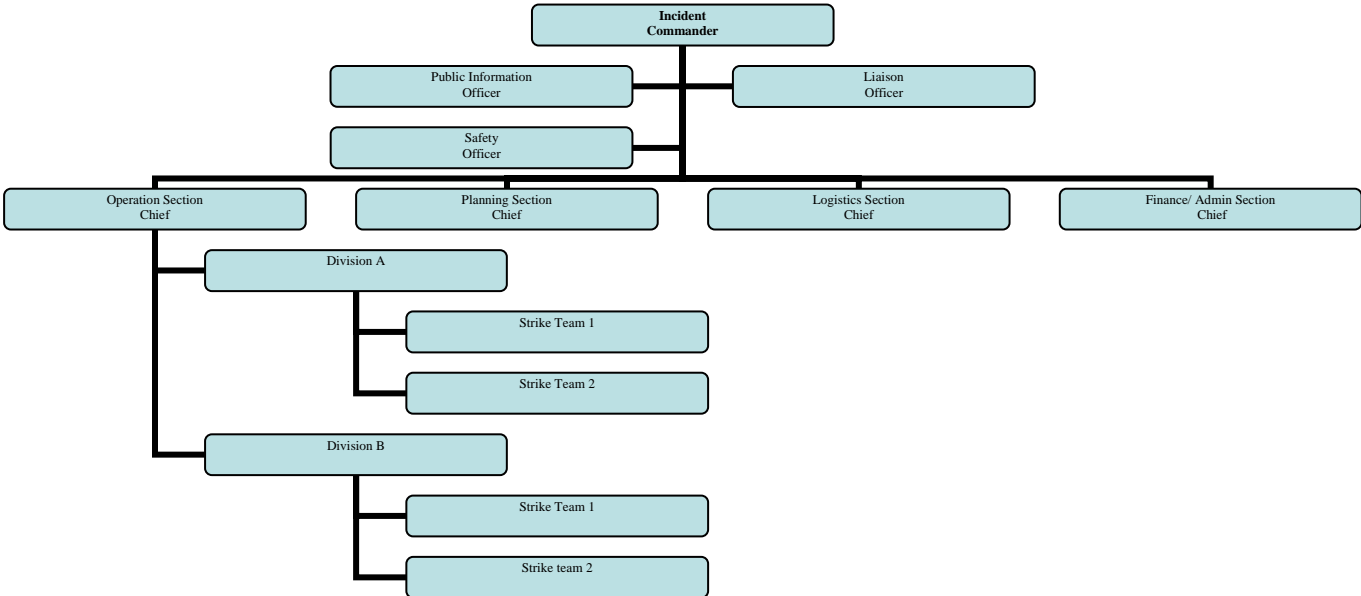 Incident
Commander
Public Information
Officer
Liaison
Officer
Safety
Officer
Operation Section
Chief
Planning Section
Chief
Logistics Section
Chief
Finance/ Admin Section
Chief
Division A
Strike Team 1
Strike Team 2
Division B
Strike Team 1
Strike team 2